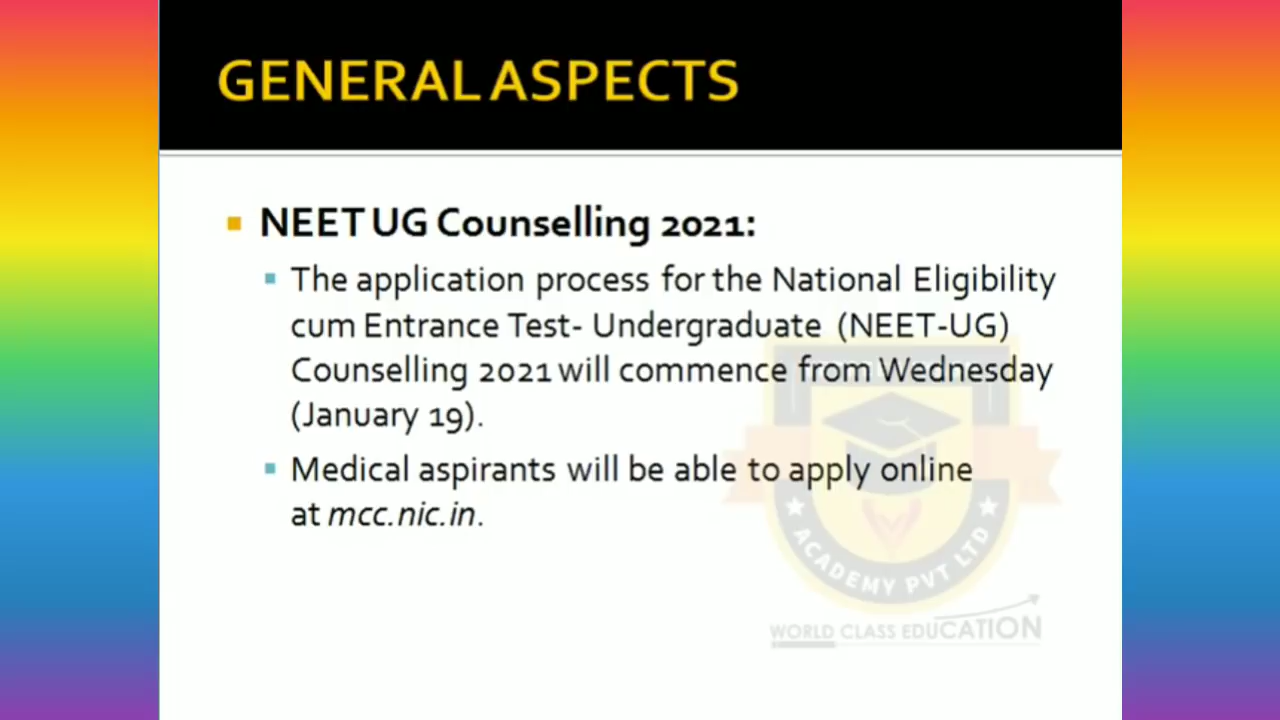 GENERAL ASPECTS
NEET UG Counselling 2021:
The application process for the National Eligibility
cum Entrance Test- Undergraduate (NEET-UG)
Counselling 2021 will commence from Wednesday
(January 19).
Medical aspirants will be able to apply online
at mcc.nic.in.
ACADEMY PVT LTD
WORLD CLASS EDUCATION